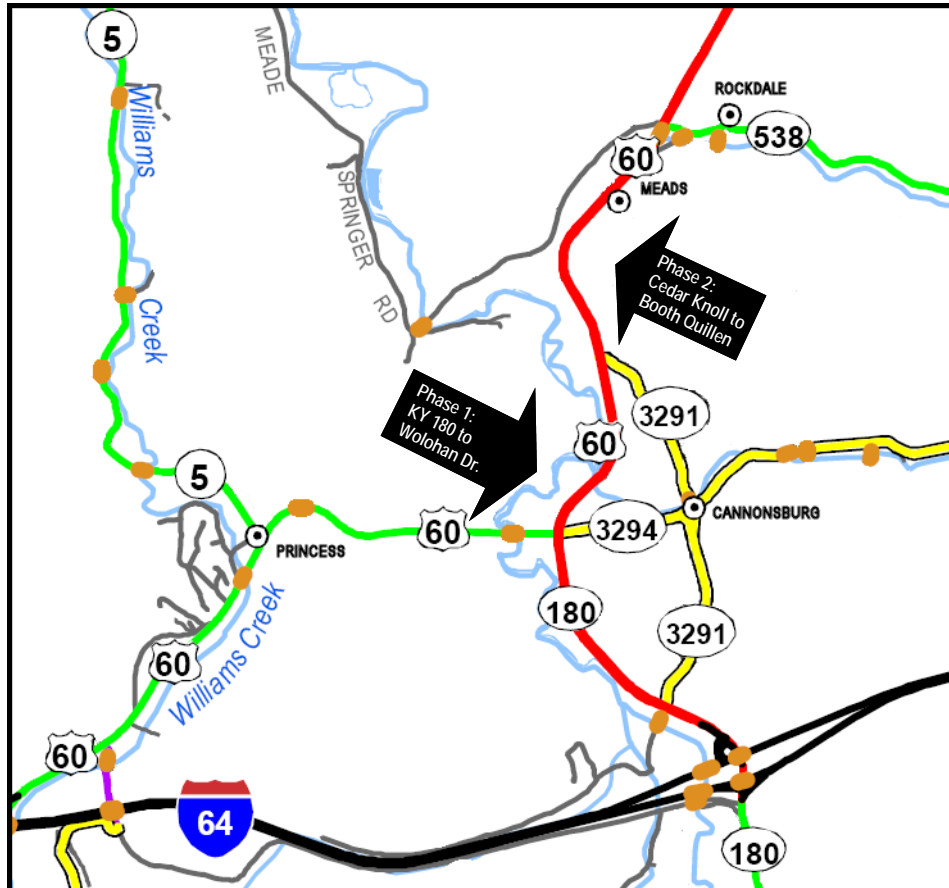 5
Williams
Creek
MEADE
SPRINGER
RD
ROCKDALE
538
60
MEADS
Phase 2:
Cedar Knoll to
Booth Quillen
Phase 1:
KY 180 to
Wolohan Dr.
3291
60
5
PRINCESS
60
3294
CANNONSBURG
180
3291
Williams Creek
60
60
64
180